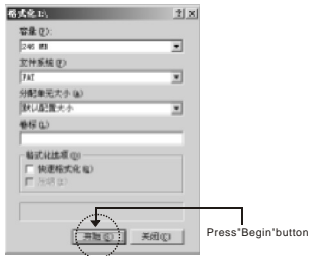 格式化 I:\
容量(P):
246 MB
文件系统(F)
FAT
分配单元大小(A)
默认配置大小
卷标(L)
格式化选项(O)
快速格式化(Q)
开始(S)
关闭(C)
Press"Begin"button